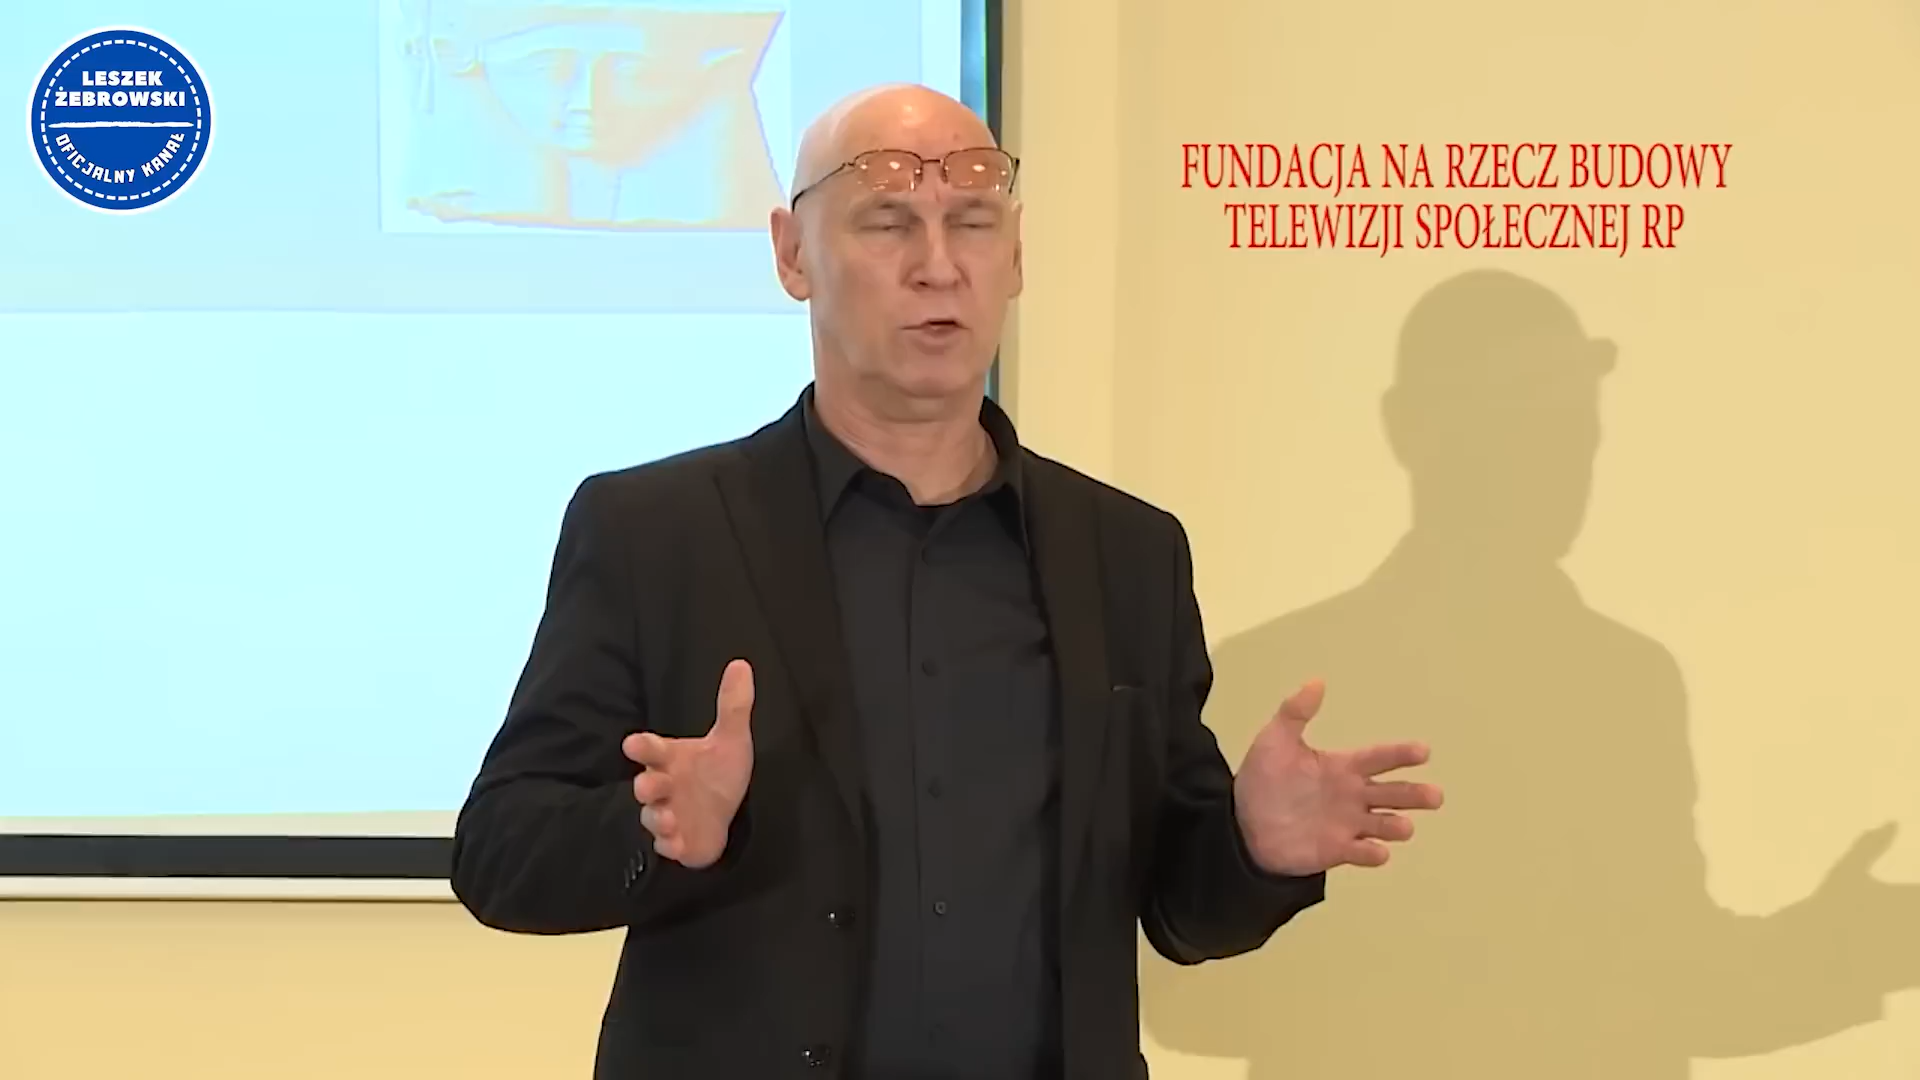 LESZEK
ŻEBROWSKI
OFICJALNY KANAŁ
FUNDACJA NA RZECZ BUDOWY
TELEWIZJI SPOŁECZNEJ RP